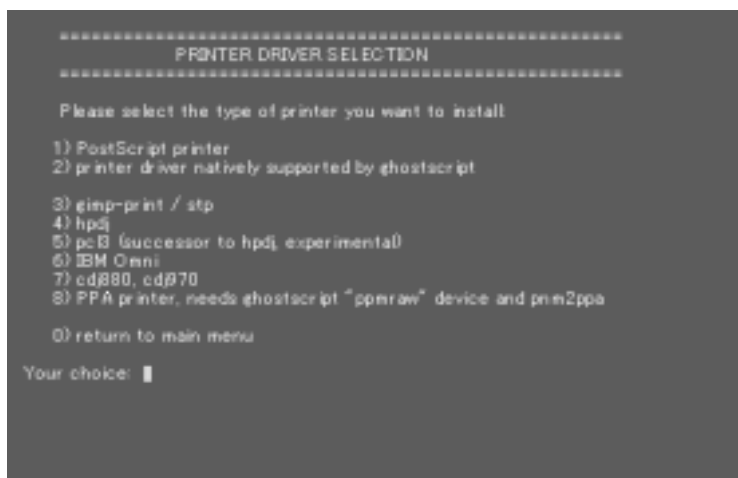 ======================================================
PRINTER DRIVER SELECTION
======================================================
Please select the type of printer you want to install:
1) PostScript printer
2) printer driver natively supported by ghostscript
3) gimp-print / stp
4) hpdj
5) pcl3 (successor to hpdj, experimental)
6) IBM Omni
7) cdj880, cdj970
8) PPA printer, needs ghostscript "ppmraw" device and pnm2ppa
0) return to main menu
Your choice: